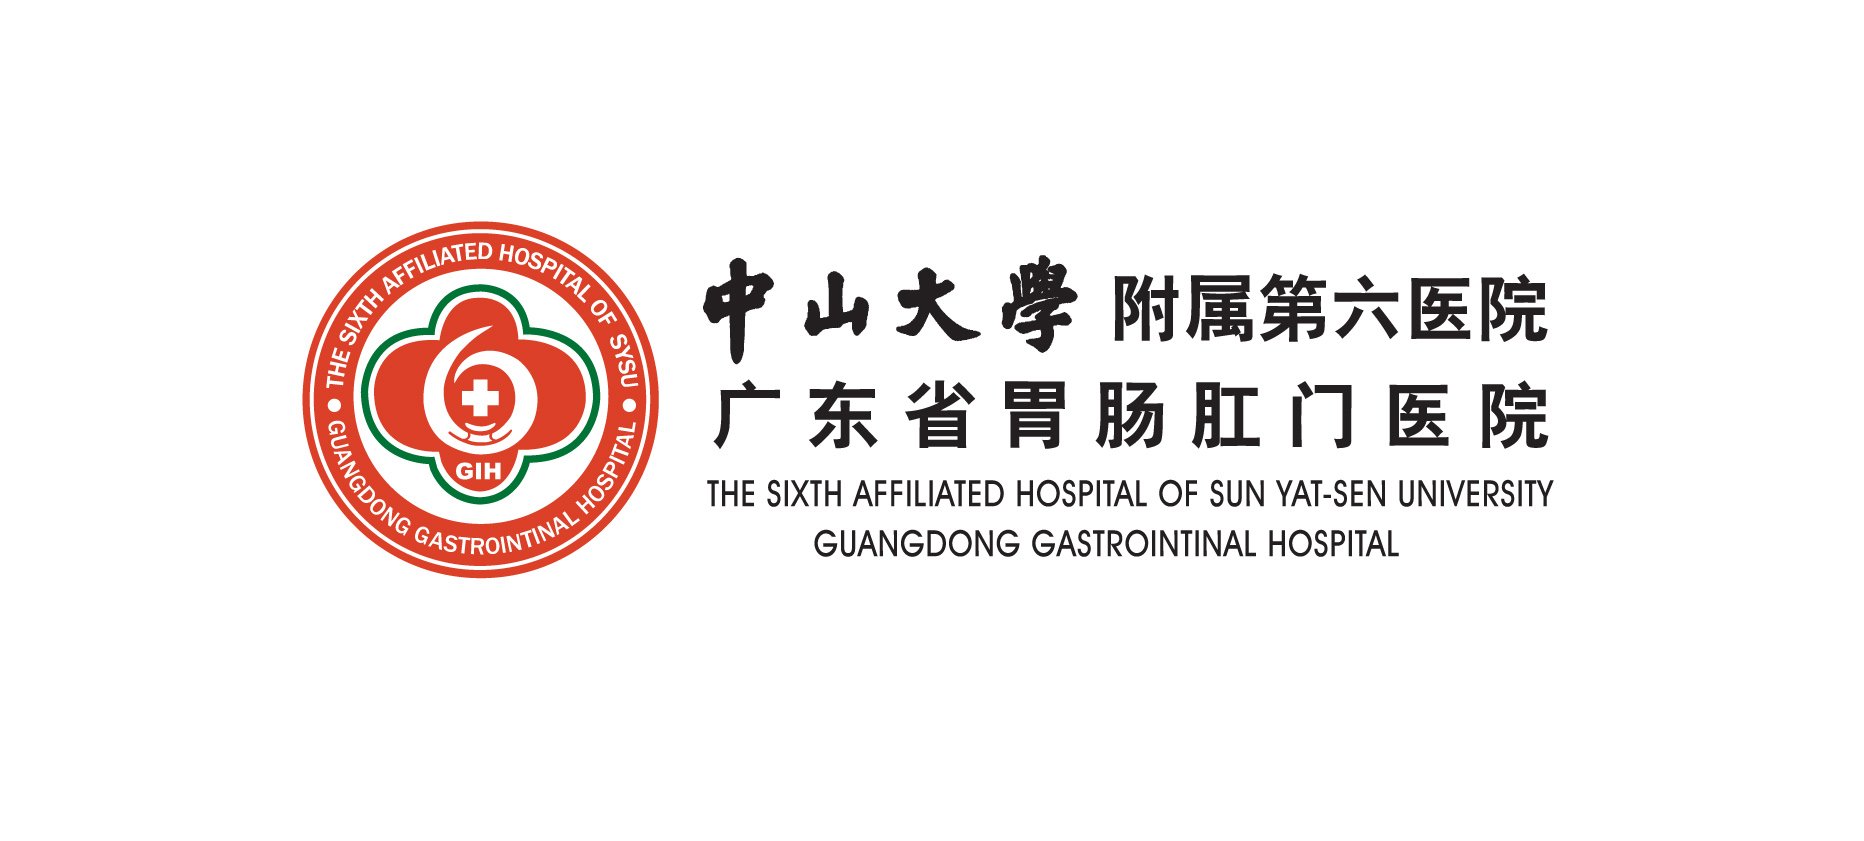 THE SIXTH AFFILIATED HOSPITAL OF SYSU
GUANGDONG GASTROINTINAL HOSPITAL
GIH
中山大學 附属第六医院
广东省胃肠肛门医院
THE SIXTH AFFILIATED HOSPITAL OF SUN YAT-SEN UNIVERSITY
GUANGDONG GASTROINTINAL HOSPITAL